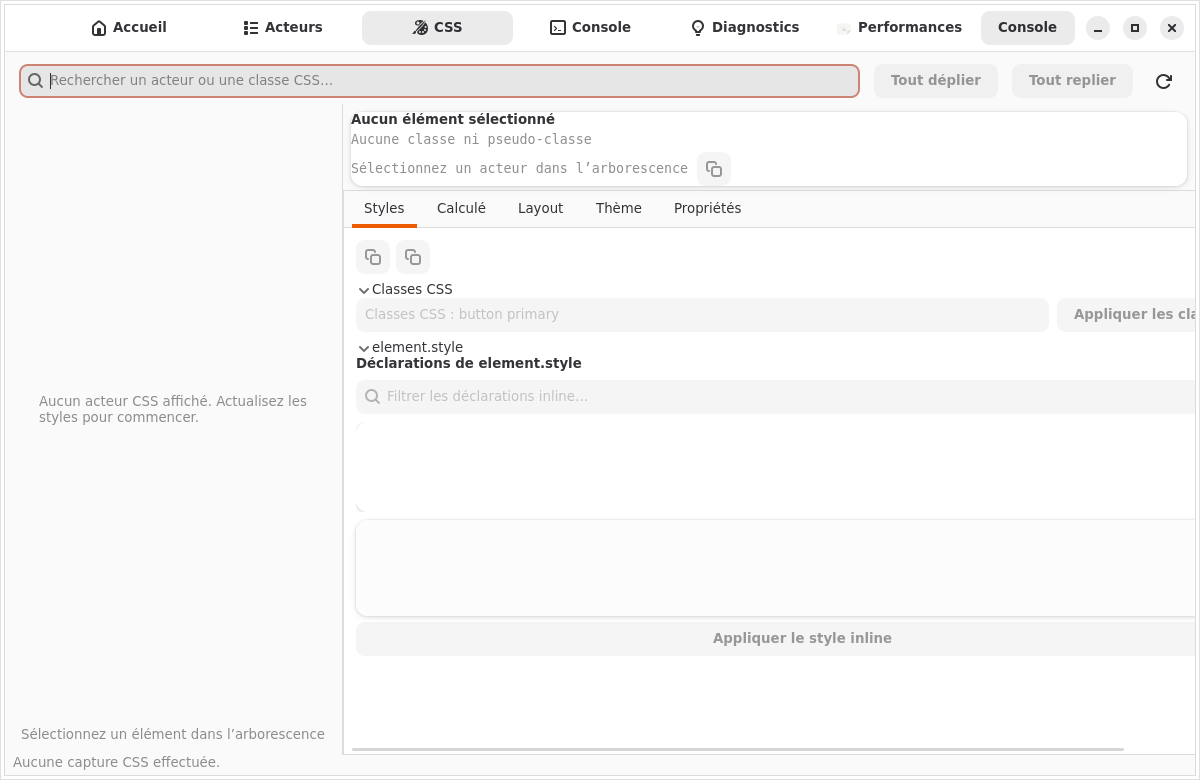 Accueil
Acteurs
CSS
Console
Diagnostics
Performances
Console
Rechercher un acteur ou une classe CSS…
Tout déplier
Tout replier
Aucun élément sélectionné
Aucune classe ni pseudo-classe
Sélectionnez un acteur dans l’arborescence
Styles
Calculé
Layout
Thème
Propriétés
Classes CSS
Classes CSS : button primary
Appliquer les cla
element.style
Déclarations de element.style
Filtrer les déclarations inline…
Appliquer le style inline
Aucun acteur CSS affiché. Actualisez les
styles pour commencer.
Sélectionnez un élément dans l’arborescence
Aucune capture CSS effectuée.